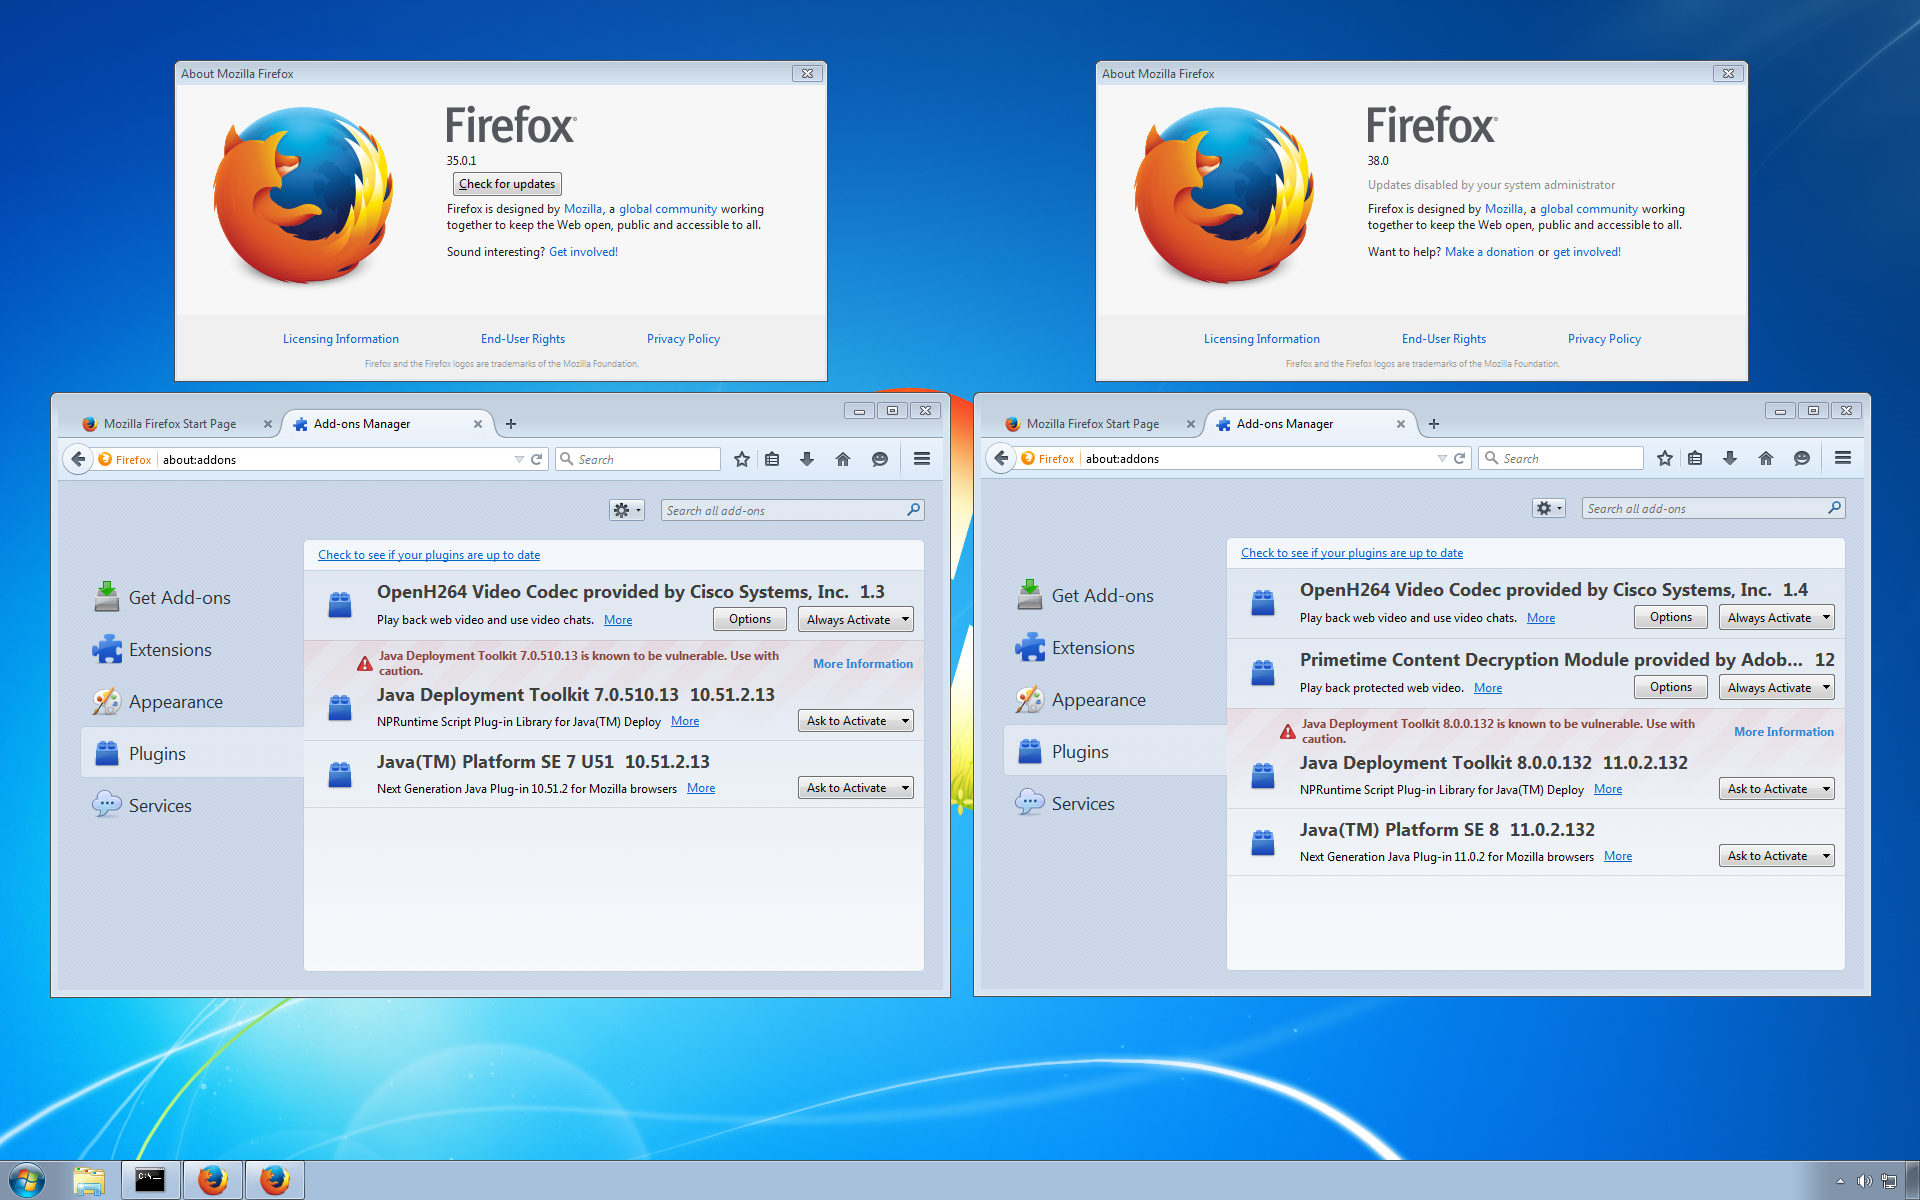 About Mozilla Firefox
Firefox
35.0.1
Check for updates
Firefox is designed by Mozilla, a global community working
together to keep the Web open, public and accessible to all.
Sound interesting? Get involved!
Licensing Information End-User Rights Privacy Policy
Firefox and the Firefox logos are trademarks of the Mozilla Foundation.
About Mozilla Firefox
Firefox
38.0
Updates disabled by your system administrator
Firefox is designed by Mozilla, a global community working
together to keep the Web open, public and accessible to all.
Want to help? Make a donation or get involved!
Licensing Information End-User Rights Privacy Policy
Firefox and the Firefox logos are trademarks of the Mozilla Foundation.
Mozilla Firefox Start Page Add-ons Manager
Firefox about:addons Search
Search all add-ons
Get Add-ons
Extensions
Appearance
Plugins
Services
Check to see if your plugins are up to date
OpenH264 Video Codec provided by Cisco Systems, Inc. 1.3
Play back web video and use video chats. More Options Always Activate
Java Deployment Toolkit 7.0.510.13 is known to be vulnerable. Use with
caution.
More Information
Java Deployment Toolkit 7.0.510.13 10.51.2.13
NPRuntime Script Plug-in Library for Java(TM) Deploy More Ask to Activate
Java(TM) Platform SE 7 U51 10.51.2.13
Next Generation Java Plug-in 10.51.2 for Mozilla browsers More Ask to Activate
Mozilla Firefox Start Page Add-ons Manager
Firefox about:addons Search
Search all add-ons
Get Add-ons
Extensions
Appearance
Plugins
Services
Check to see if your plugins are up to date
OpenH264 Video Codec provided by Cisco Systems, Inc. 1.4
Play back web video and use video chats. More Options Always Activate
Primetime Content Decryption Module provided by Adob... 12
Play back protected web video. More Options Always Activate
Java Deployment Toolkit 8.0.0.132 is known to be vulnerable. Use with
caution.
More Information
Java Deployment Toolkit 8.0.0.132 11.0.2.132
NPRuntime Script Plug-in Library for Java(TM) Deploy More Ask to Activate
Java(TM) Platform SE 8 11.0.2.132
Next Generation Java Plug-in 11.0.2 for Mozilla browsers More Ask to Activate
C:\.